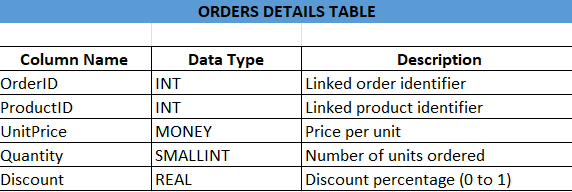 ORDERS DETAILS TABLE
Column Name Data Type Description
OrderID INT Linked order identifier
ProductID INT Linked product identifier
UnitPrice MONEY Price per unit
Quantity SMALLINT Number of units ordered
Discount REAL Discount percentage (0 to 1)